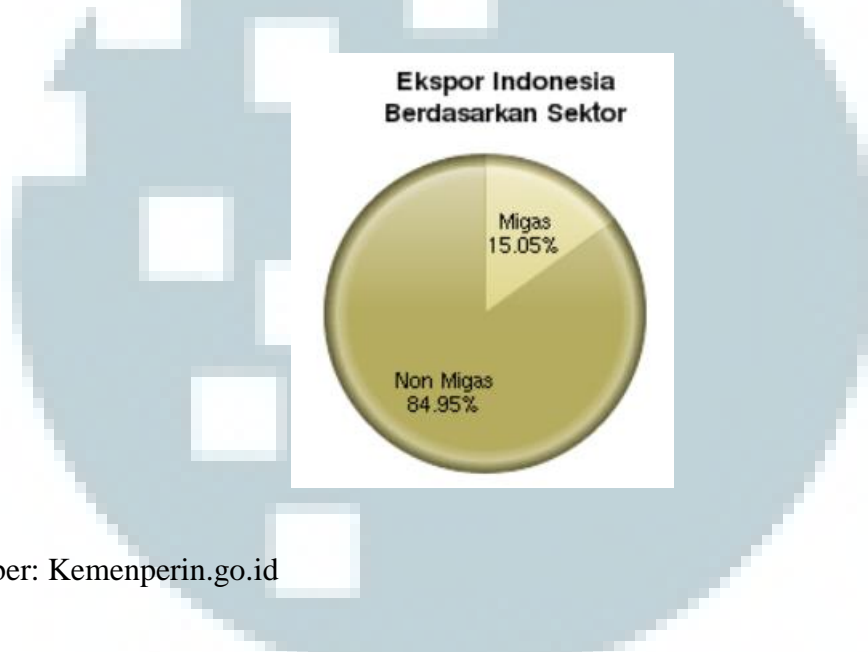 Ekspor Indonesia
Berdasarkan Sektor
Migas
15.05%
Non Migas
84.95%
ber: Kemenperin.go.id